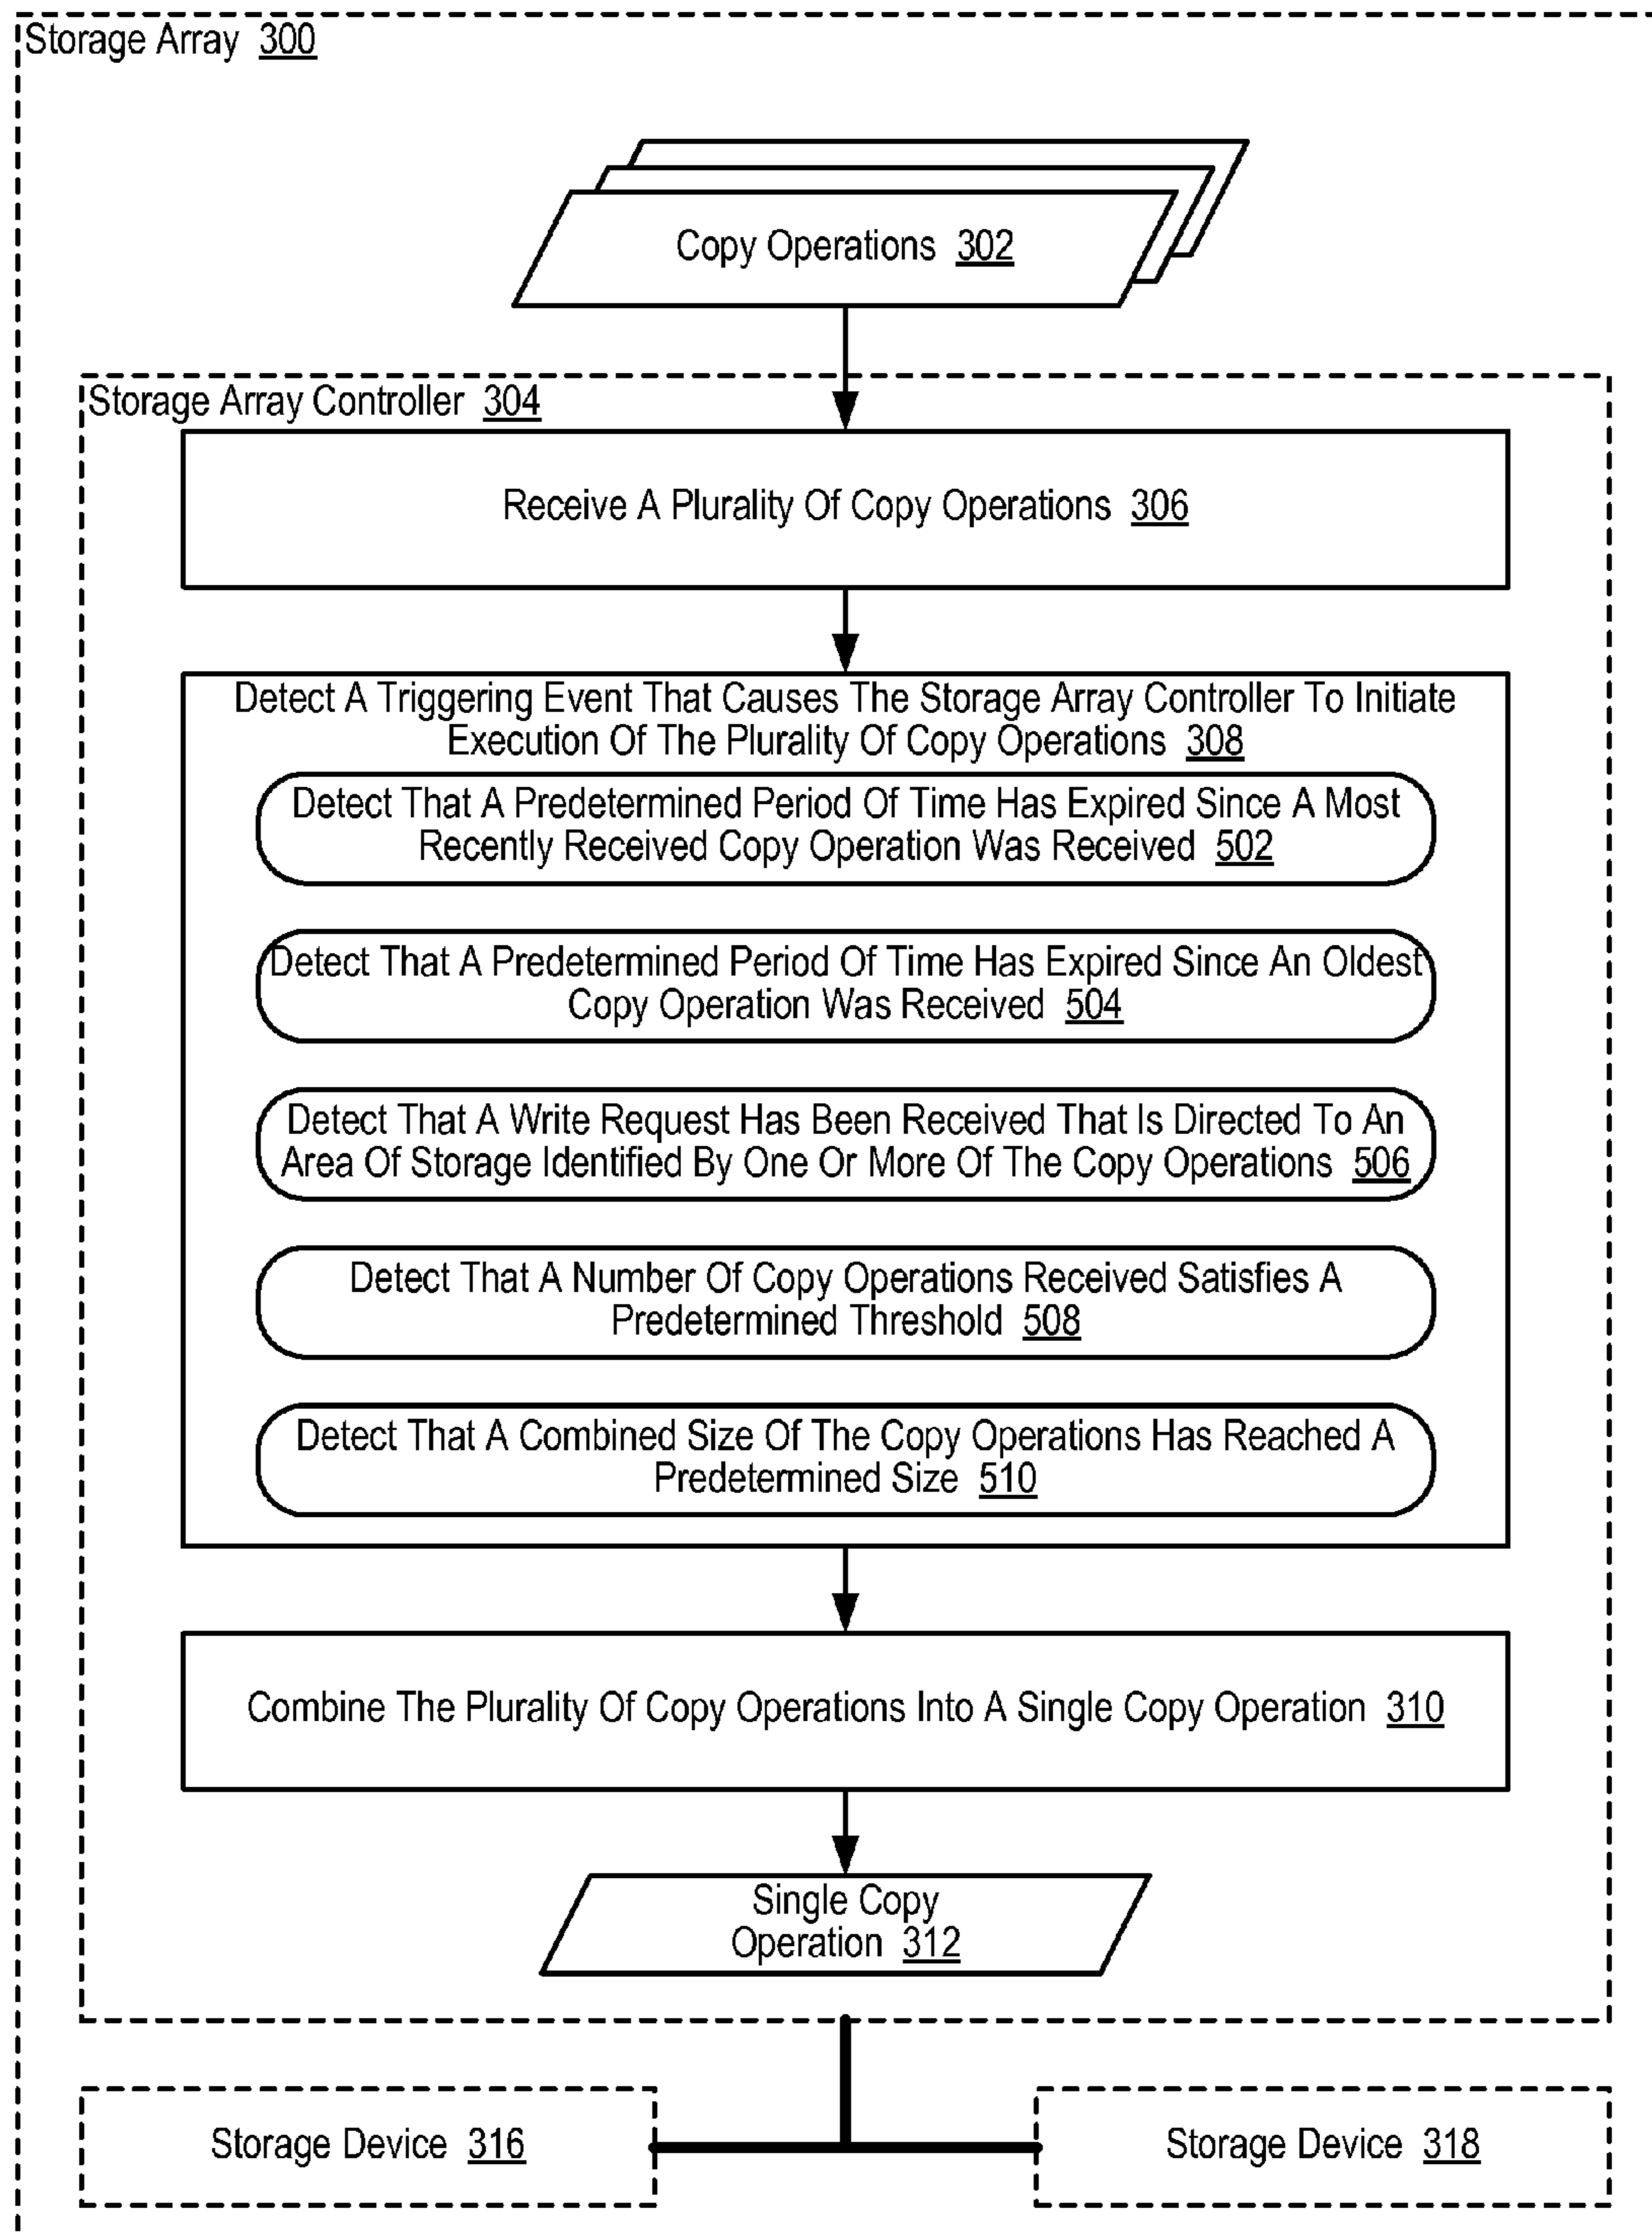 Storage Array 300
Copy Operations 302
Storage Array Controller 304
Receive A Plurality Of Copy Operations 306
Detect A Triggering Event That Causes The Storage Array Controller To Initiate
Execution Of The Plurality Of Copy Operations 308
Detect That A Predetermined Period Of Time Has Expired Since A Most
Recently Received Copy Operation Was Received 502
Detect That A Predetermined Period Of Time Has Expired Since An Oldest
Copy Operation Was Received 504
Detect That A Write Request Has Been Received That Is Directed To An
Area Of Storage Identified By One Or More Of The Copy Operations 506
Detect That A Number Of Copy Operations Received Satisfies A
Predetermined Threshold 508
Detect That A Combined Size Of The Copy Operations Has Reached A
Predetermined Size 510
Combine The Plurality Of Copy Operations Into A Single Copy Operation 310
Single Copy
Operation 312
Storage Device 316
Storage Device 318